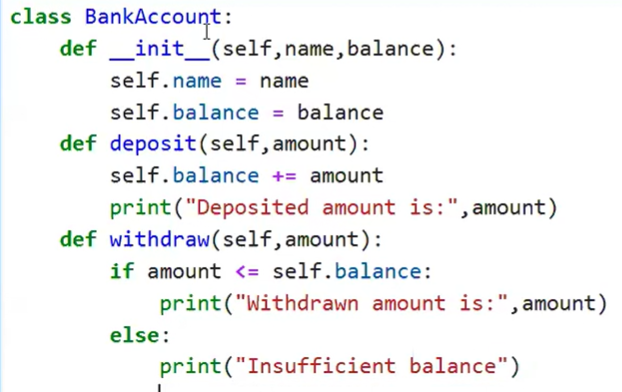 class BankAccount:
    def __init__(self,name,balance):
        self.name = name
        self.balance = balance
    def deposit(self,amount):
        self.balance += amount
        print("Deposited amount is:",amount)
    def withdraw(self,amount):
        if amount <= self.balance:
            print("Withdrawn amount is:",amount)
        else:
            print("Insufficient balance")